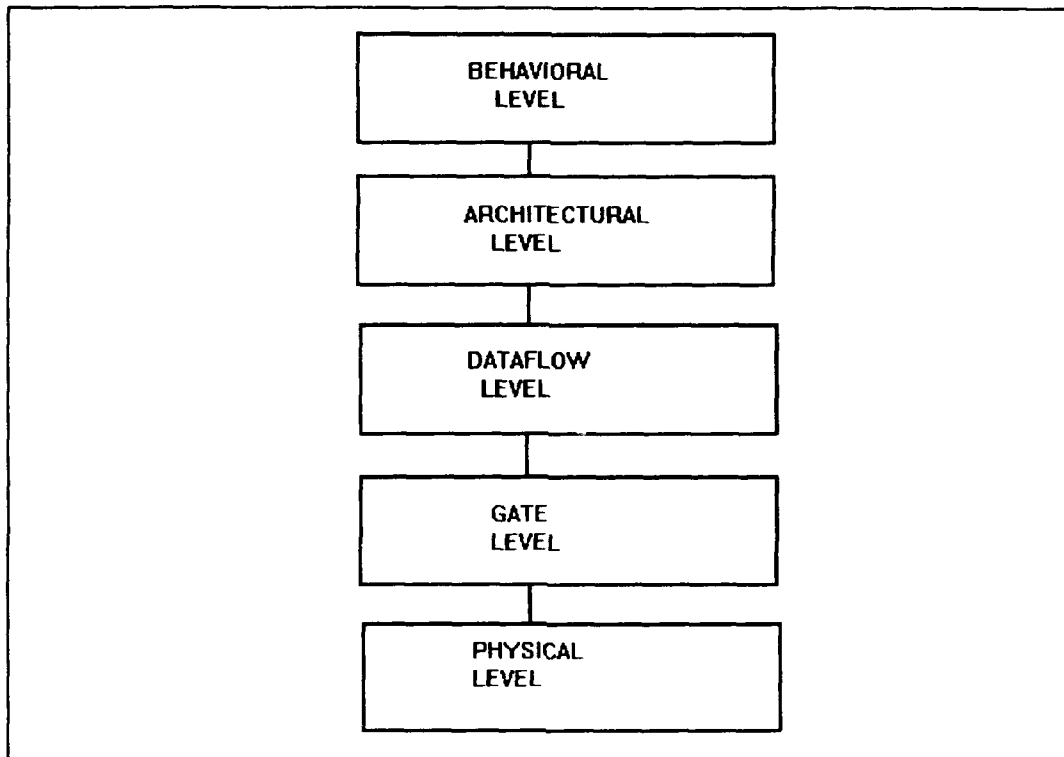 BEHAVIORAL
LEVEL
ARCHITECTURAL
LEVEL
DATAFLOW
LEVEL
GATE
LEVEL
PHYSICAL
LEVEL